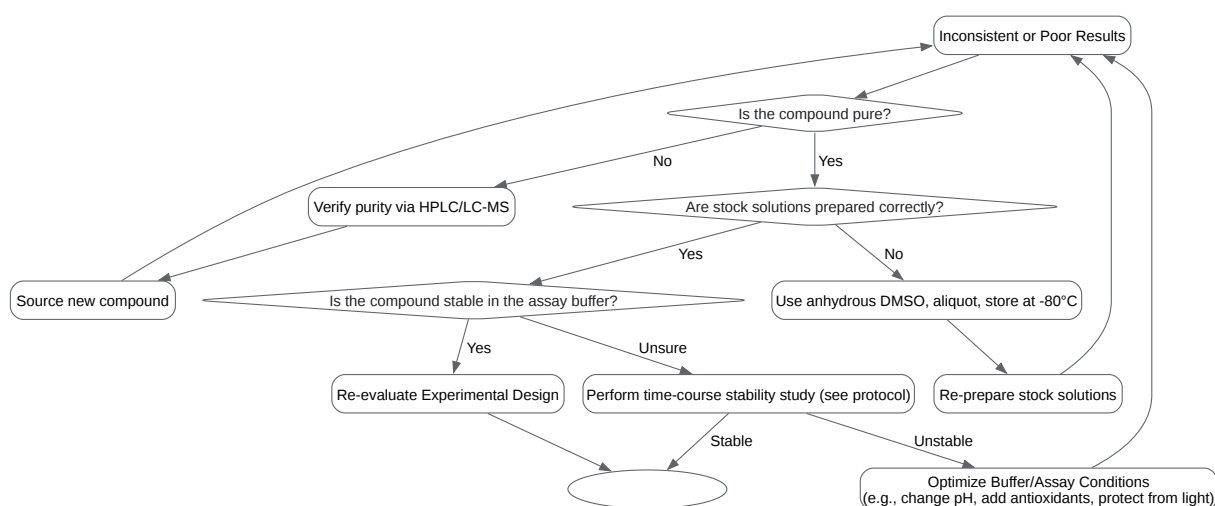 Inconsistent or Poor Results
Is the compound pure?
No
Yes
Verify purity via HPLC/LC-MS
Are stock solutions prepared correctly?
Yes
No
Source new compound
Is the compound stable in the assay buffer?
Use anhydrous DMSO, aliquot, store at -80°C
Yes
Unsure
Re-evaluate Experimental Design
Perform time-course stability study (see protocol)
Re-prepare stock solutions
Stable
Unstable
Optimize Buffer/Assay Conditions
(e.g., change pH, add antioxidants, protect from light)